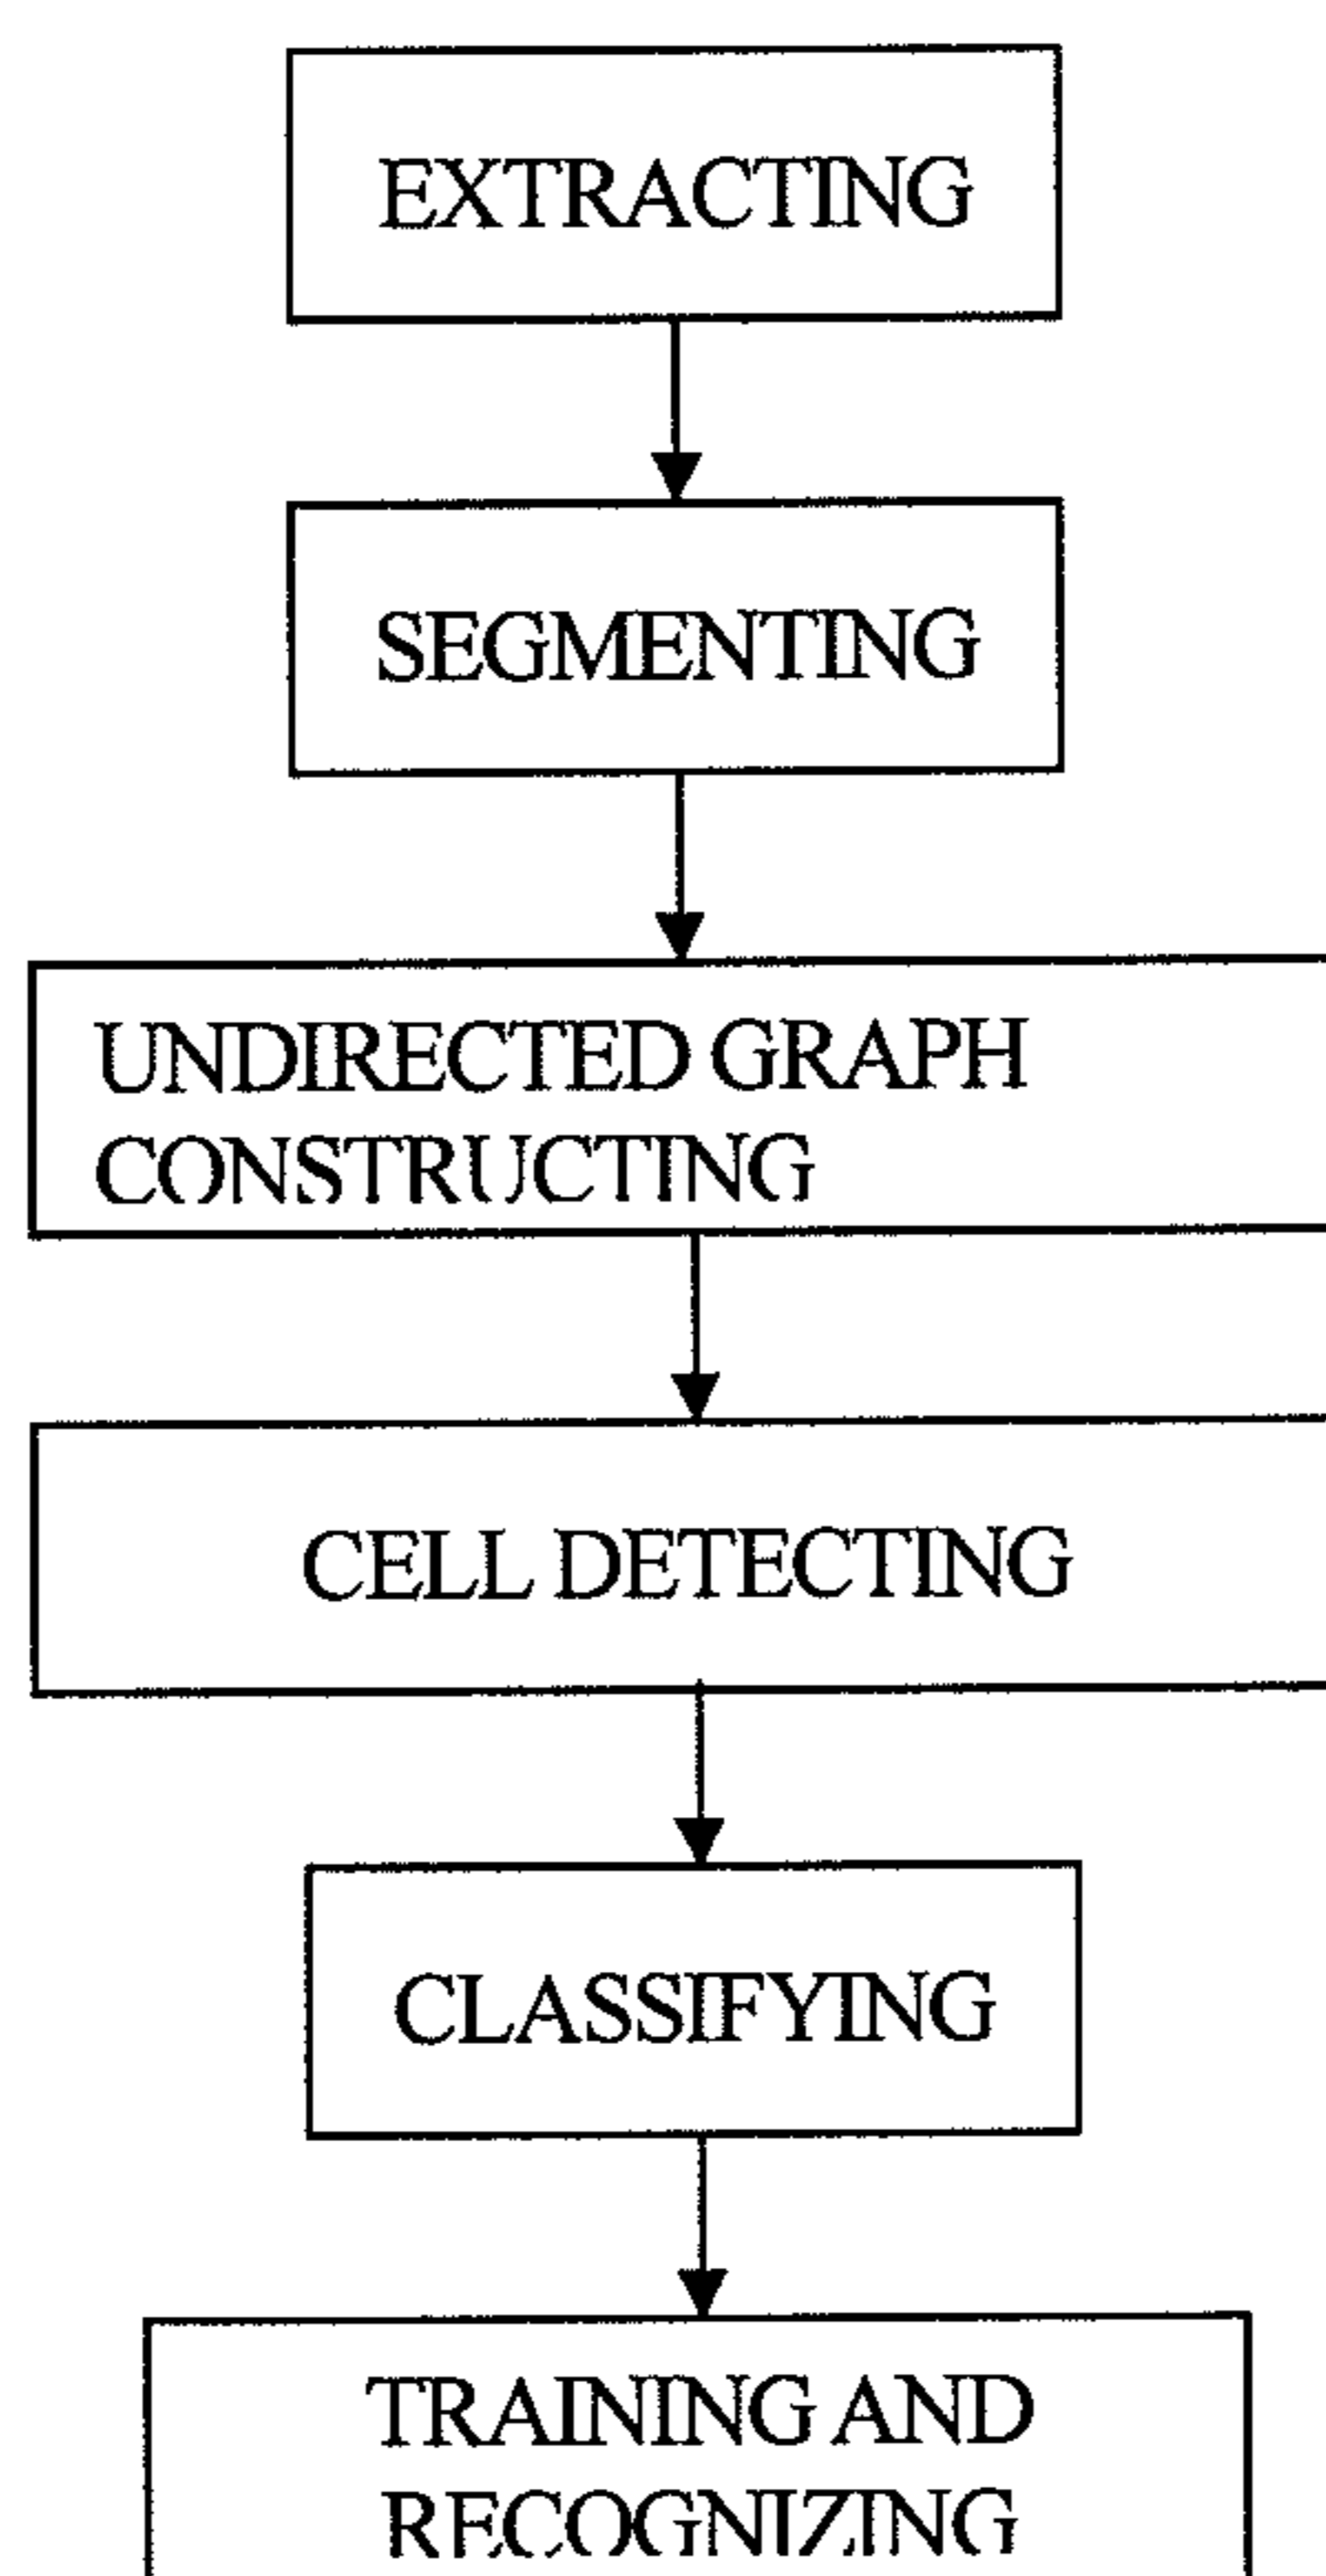 EXTRACTING
SEGMENTING
UNDIRECTED GRAPH
CONSTRUCTING
CELL DETECTING
CLASSIFYING
TRAINING AND
RECOGNIZING